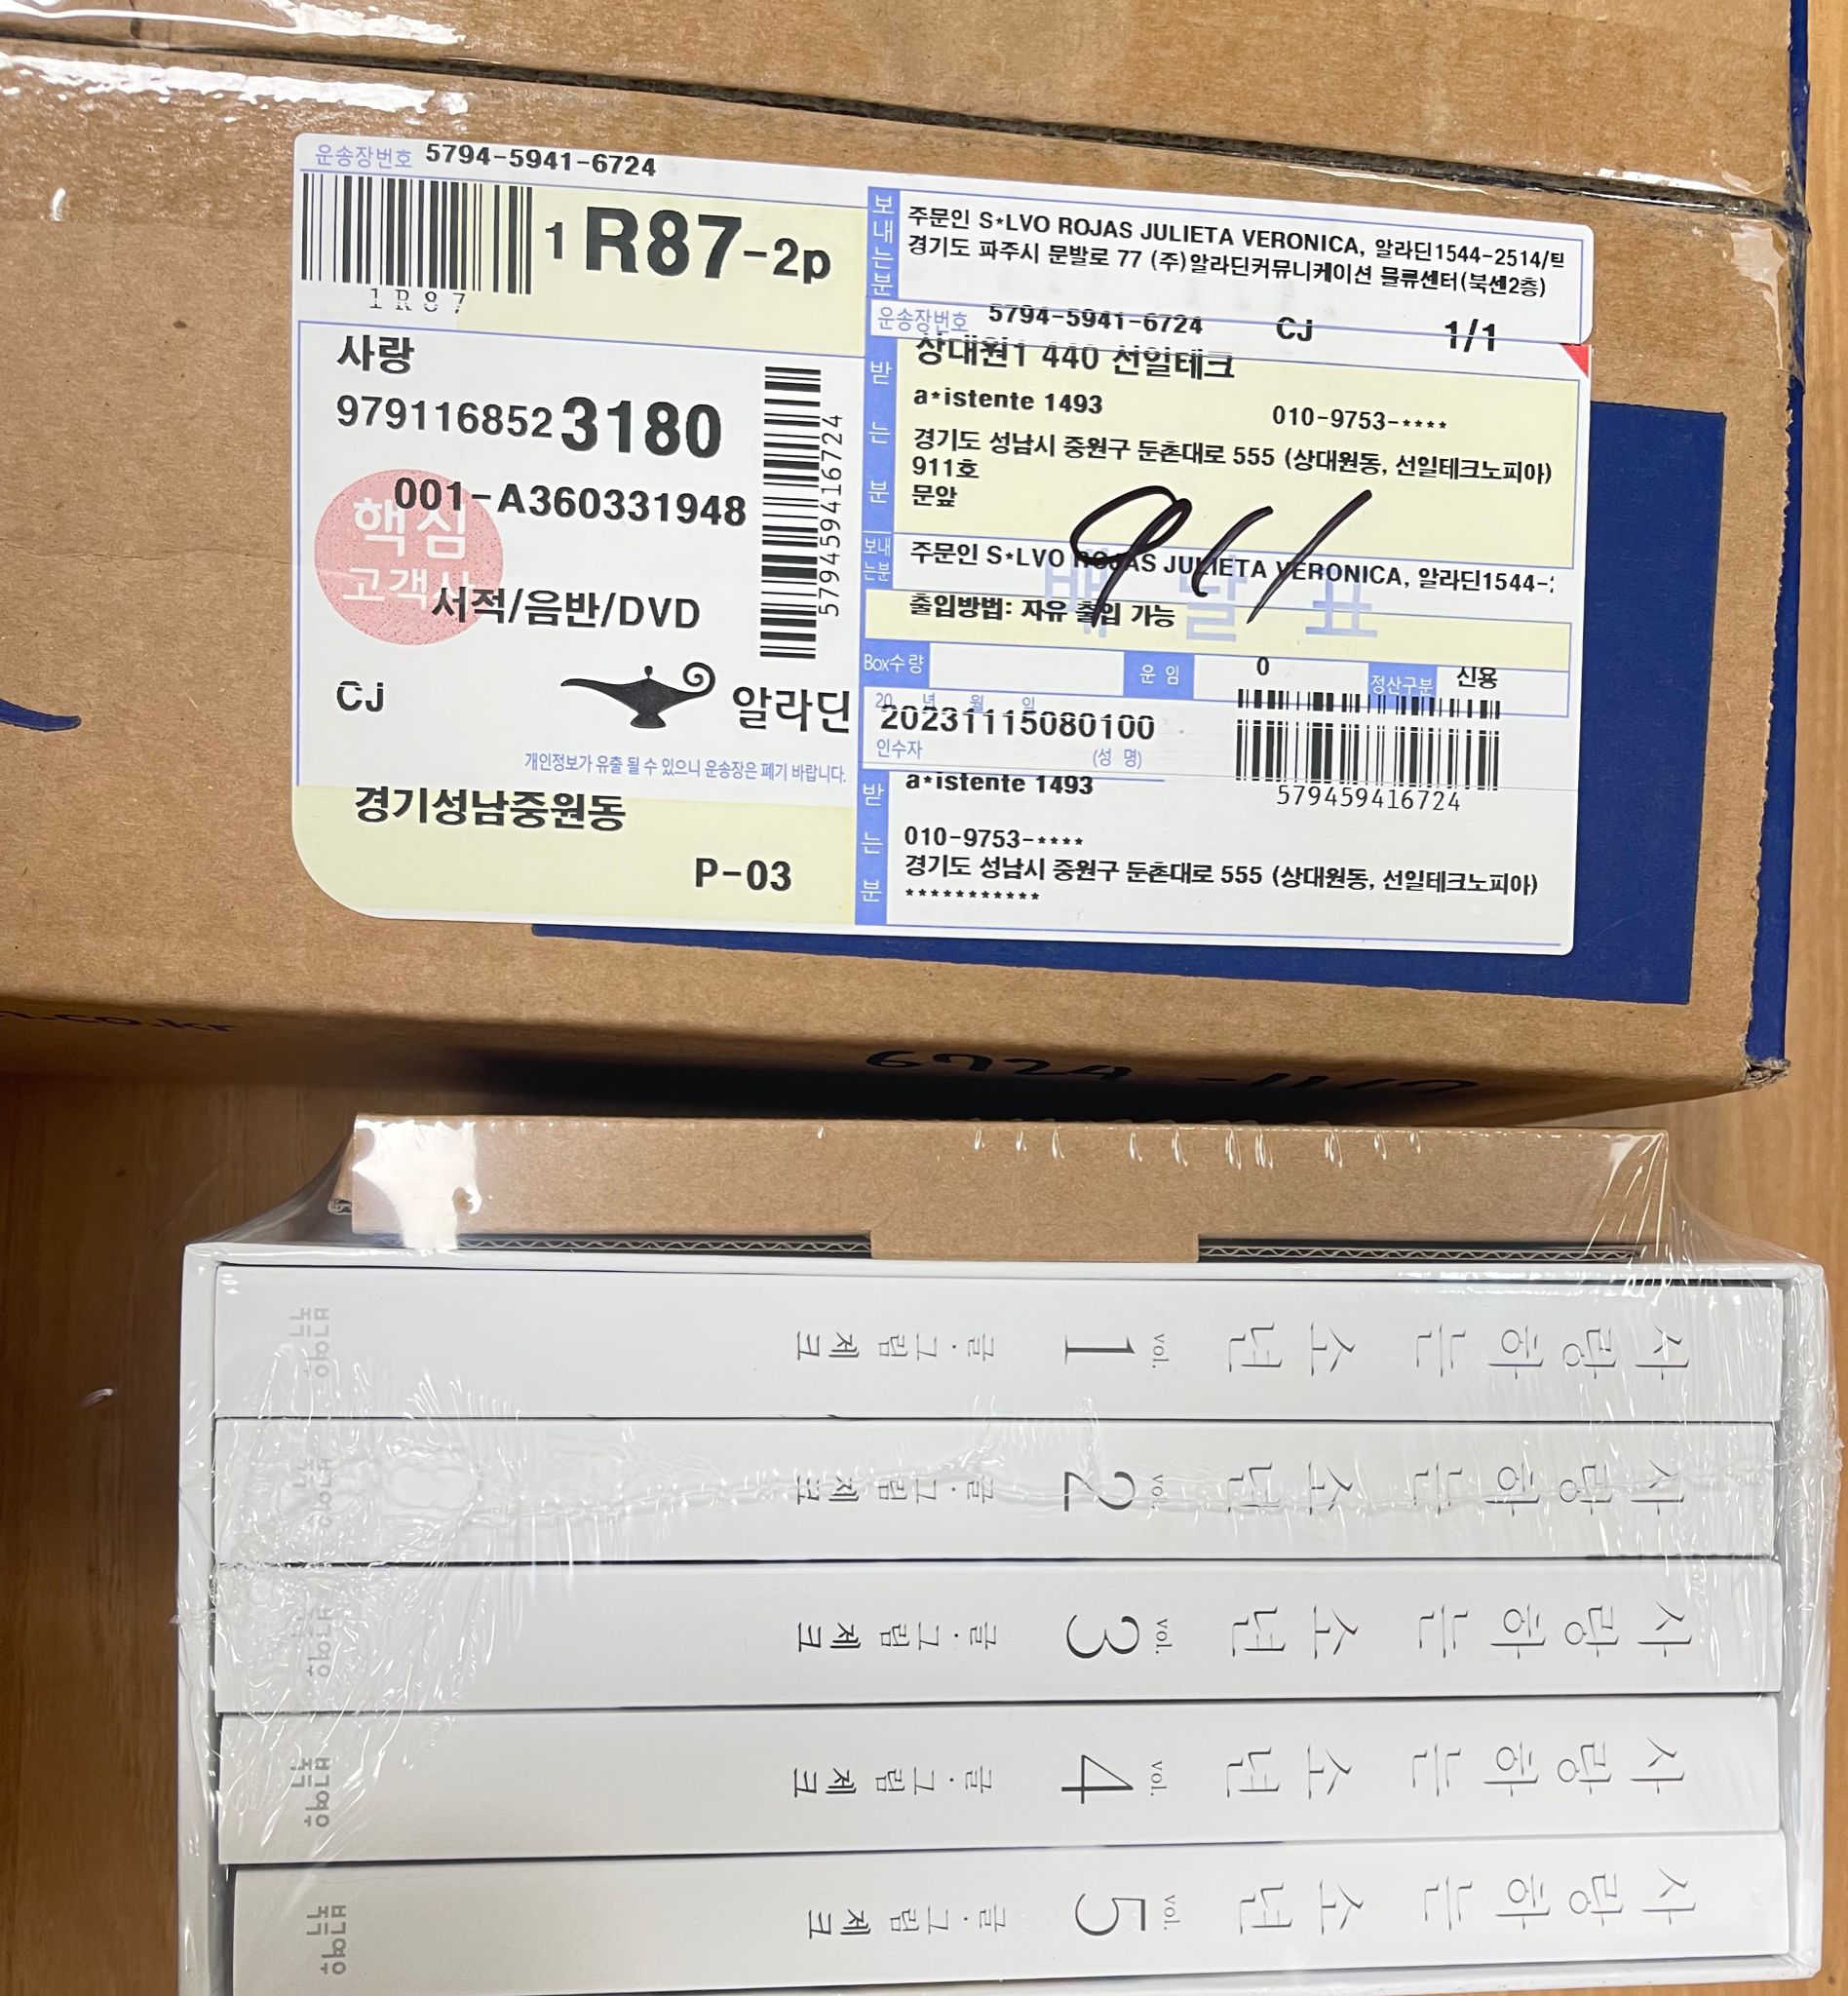 운송장번호 5794-5941-6724
1 R87-2p
1R87
사랑
9791168523180
001-A360331948
핵심
고객사
서적/음반/DVD
CJ
알라딘
개인정보가 유출 될 수 있으니 운송장은 폐기 바랍니다.
경기성남중원동
P-03
579459416724
보내는분
주문인 S*LVO ROJAS JULIETA VERONICA, 알라딘1544-2514/빈
경기도 파주시 문발로 77 (주)알라딘커뮤니케이션 물류센터(북센2층)
운송장번호 5794-5941-6724 CJ 1/1
받는분
상대원1 440 선일테크
a*istente 1493 010-9753-****
경기도 성남시 중원구 둔촌대로 555 (상대원동, 선일테크노피아)
911호
문앞
911
보내는분
주문인 S*LVO ROJAS JULIETA VERONICA, 알라딘1544-
배달표
출입방법: 자유 출입 가능
Box수량 운임 0 정산구분 신용
20 년 월 일
20231115080100
인수자 (성 명)
579459416724
받는분
a*istente 1493
010-9753-****
경기도 성남시 중원구 둔촌대로 555 (상대원동, 선일테크노피아)
***********
.co.kr
사랑하는 소년 vol. 1 글·그림 제크
사랑하는 소년 vol. 2 글·그림 제크
사랑하는 소년 vol. 3 글·그림 제크
사랑하는 소년 vol. 4 글·그림 제크
사랑하는 소년 vol. 5 글·그림 제크